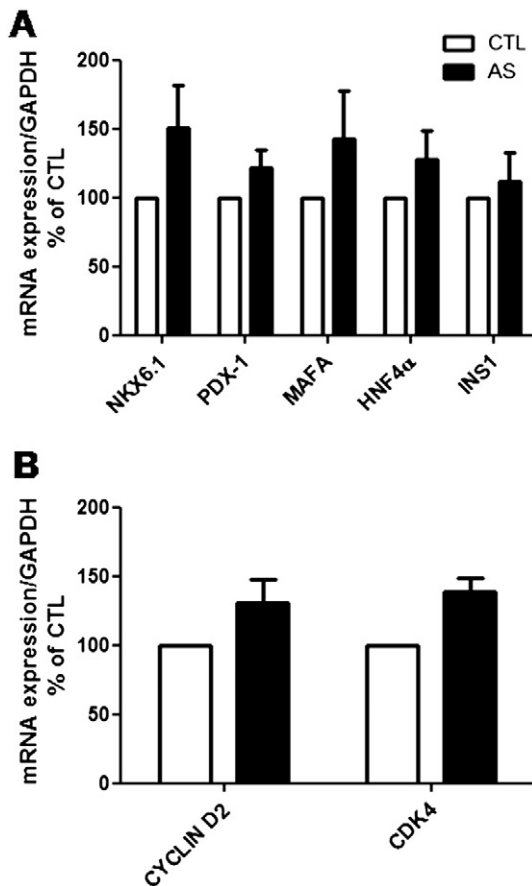 A
CTL
AS
mRNA expression/GAPDH
% of CTL
200
150
100
50
0
NKX6.1
PDX-1
MAFA
HNF4α
INS1
B
mRNA expression/GAPDH
% of CTL
200
150
100
50
0
CYCLIN D2
CDK4